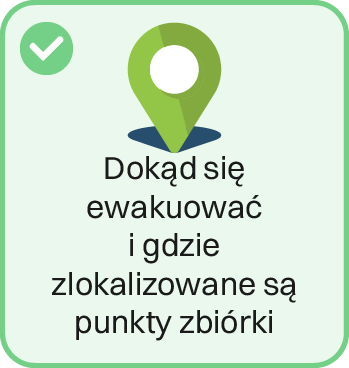 Dokąd się
ewakuować
i gdzie
zlokalizowane są
punkty zbiórki